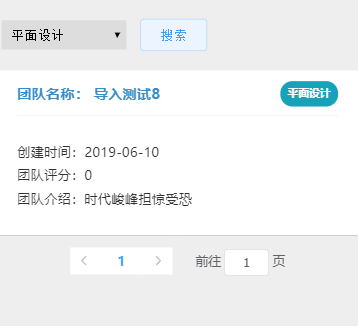 平面设计 ▼ 搜索
团队名称： 导入测试8 平面设计
创建时间：2019-06-10
团队评分：0
团队介绍：时代峻峰担惊受恐
< 1 > 前往 1 页